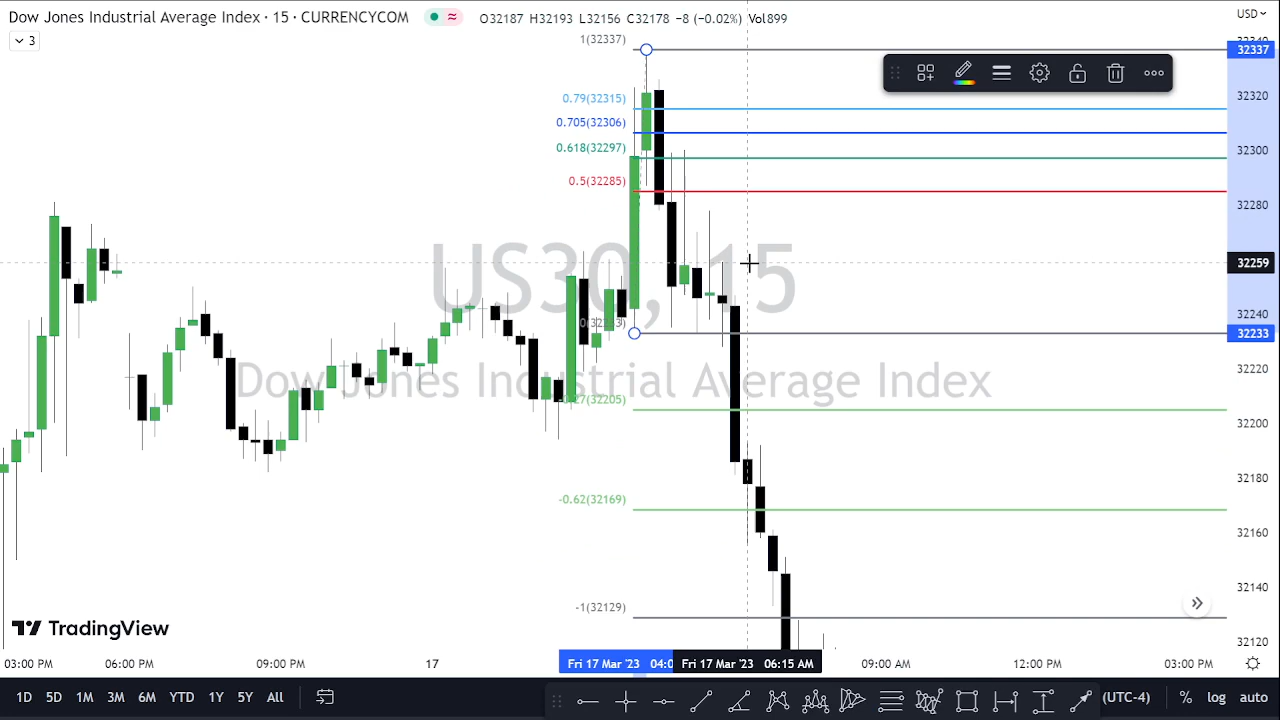 Dow Jones Industrial Average Index · 15 · CURRENCYCOM
O32187 H32193 L32156 C32178 −8 (−0.02%) Vol899
USD
3
1(32337)
0.79(32315)
0.705(32306)
0.618(32297)
0.5(32285)
-0.62(32169)
-1(32129)
US30, 15
Dow Jones Industrial Average Index
32337
32320
32300
32280
32259
32240
32233
32220
32200
32180
32160
32140
32120
TradingView
03:00 PM
06:00 PM
09:00 PM
17
Fri 17 Mar '23
Fri 17 Mar '23 06:15 AM
09:00 AM
12:00 PM
03:00 PM
1D 5D 1M 3M 6M YTD 1Y 5Y All
(UTC-4) % log auto